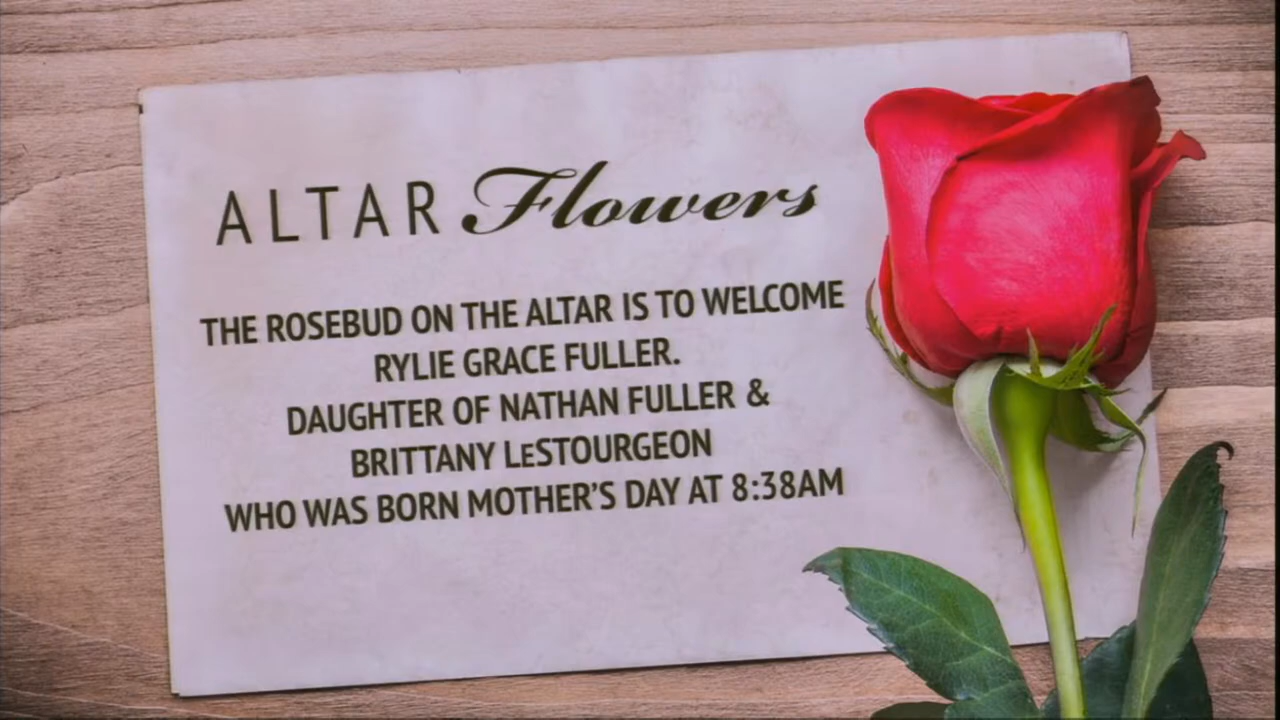 ALTAR Flowers
THE ROSEBUD ON THE ALTAR IS TO WELCOME
RYLIE GRACE FULLER.
DAUGHTER OF NATHAN FULLER &
BRITTANY LeSTOURGEON
WHO WAS BORN MOTHER'S DAY AT 8:38AM